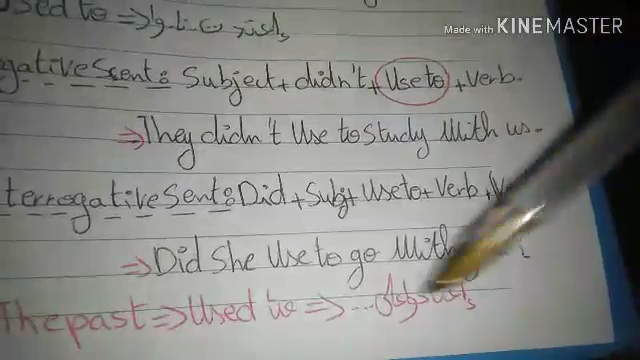 Made with KINEMASTER
used to =>
gative Sent: Subject + didn't + Use to + Verb.
=> They didn't Use to study With us.
terrogative Sent: Did + Subj + Use to + Verb +
=> Did She Use to go With
The past => Used to => ...